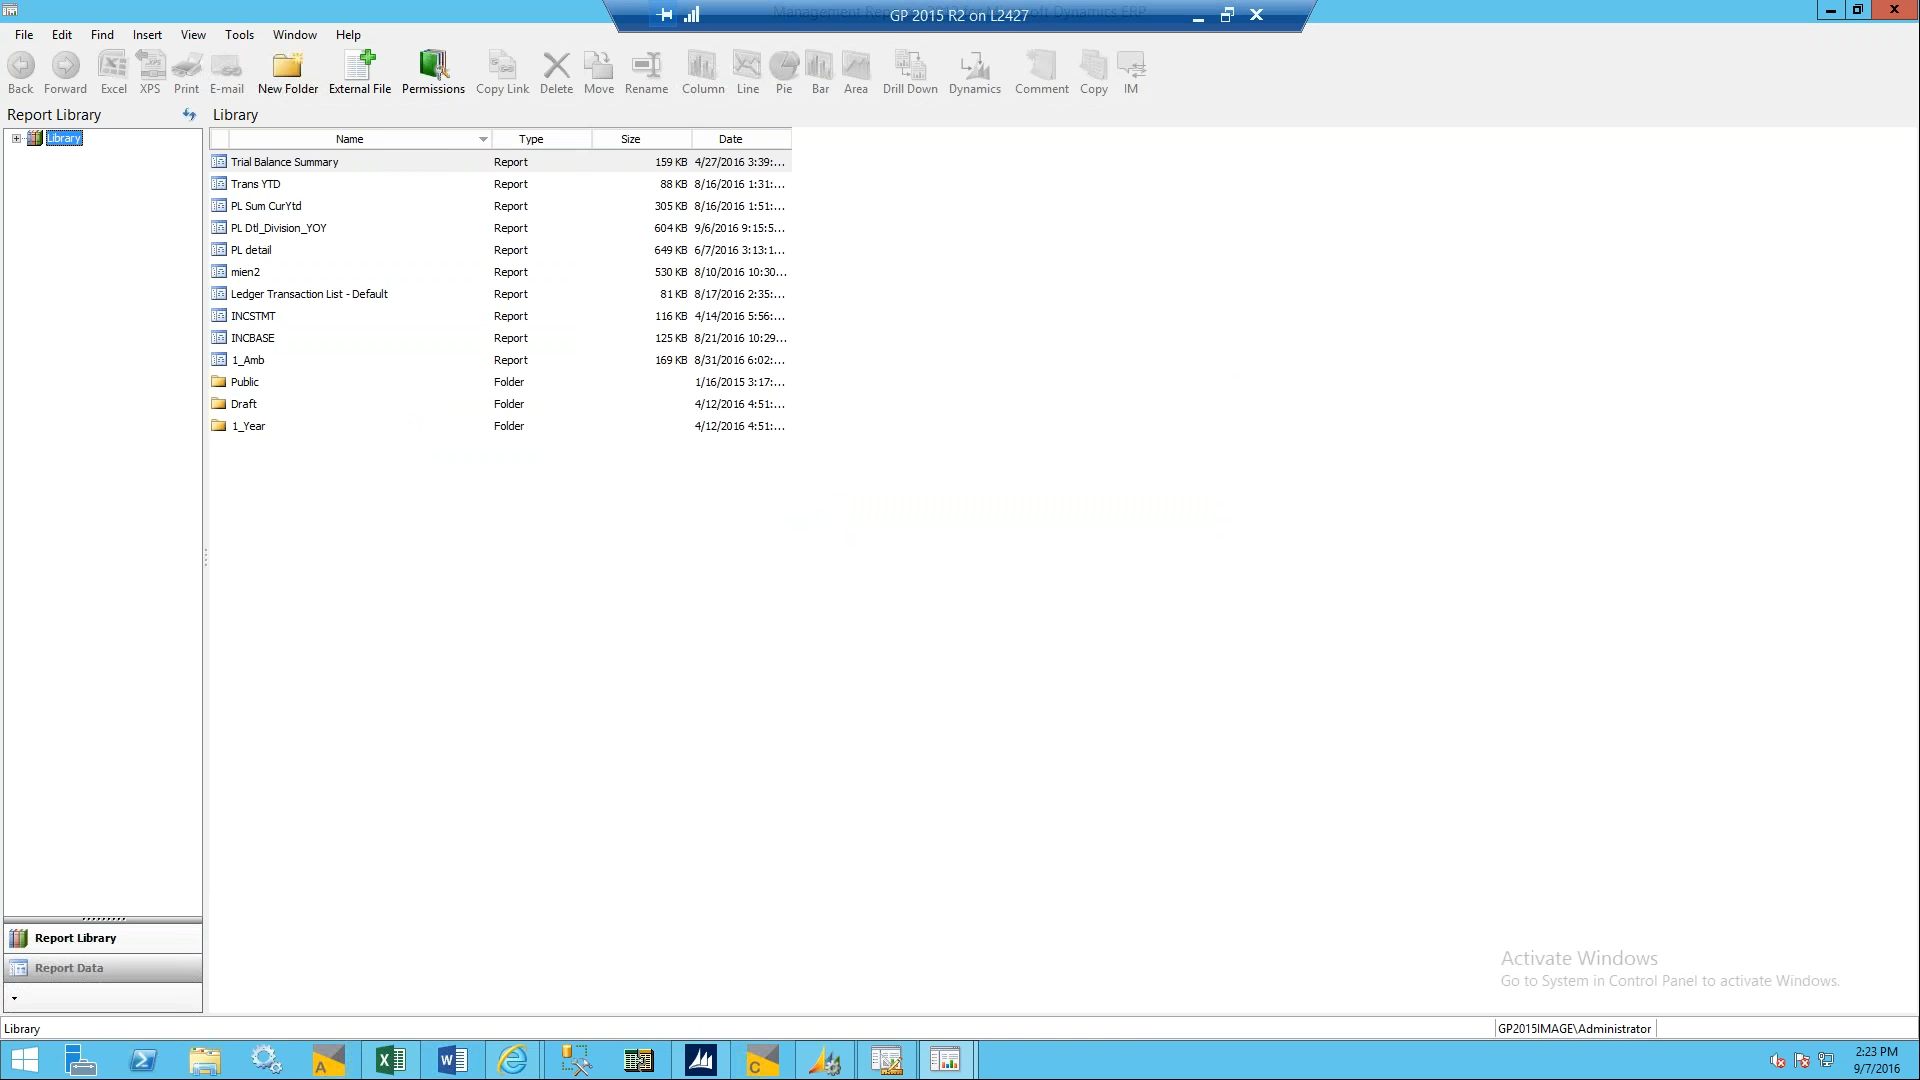 GP 2015 R2 on L2427
File Edit Find Insert View Tools Window Help
Back Forward Excel XPS Print E-mail New Folder External File Permissions Copy Link Delete Move Rename Column Line Pie Bar Area Drill Down Dynamics Comment Copy IM
Report Library Library
Library
Name Type Size Date
Trial Balance Summary Report 159 KB 4/27/2016 3:39:...
Trans YTD Report 88 KB 8/16/2016 1:31:...
PL Sum CurYtd Report 305 KB 8/16/2016 1:51:...
PL Dtl_Division_YOY Report 604 KB 9/6/2016 9:15:5...
PL detail Report 649 KB 6/7/2016 3:13:1...
mien2 Report 530 KB 8/10/2016 10:30...
Ledger Transaction List - Default Report 81 KB 8/17/2016 2:35:...
INCSTMT Report 116 KB 4/14/2016 5:56:...
INCBASE Report 125 KB 8/21/2016 10:29...
1_Amb Report 169 KB 8/31/2016 6:02:...
Public Folder 1/16/2015 3:17:...
Draft Folder 4/12/2016 4:51:...
1_Year Folder 4/12/2016 4:51:...
Report Library
Report Data
Activate Windows
Go to System in Control Panel to activate Windows.
Library GP2015IMAGE\Administrator
2:23 PM
9/7/2016